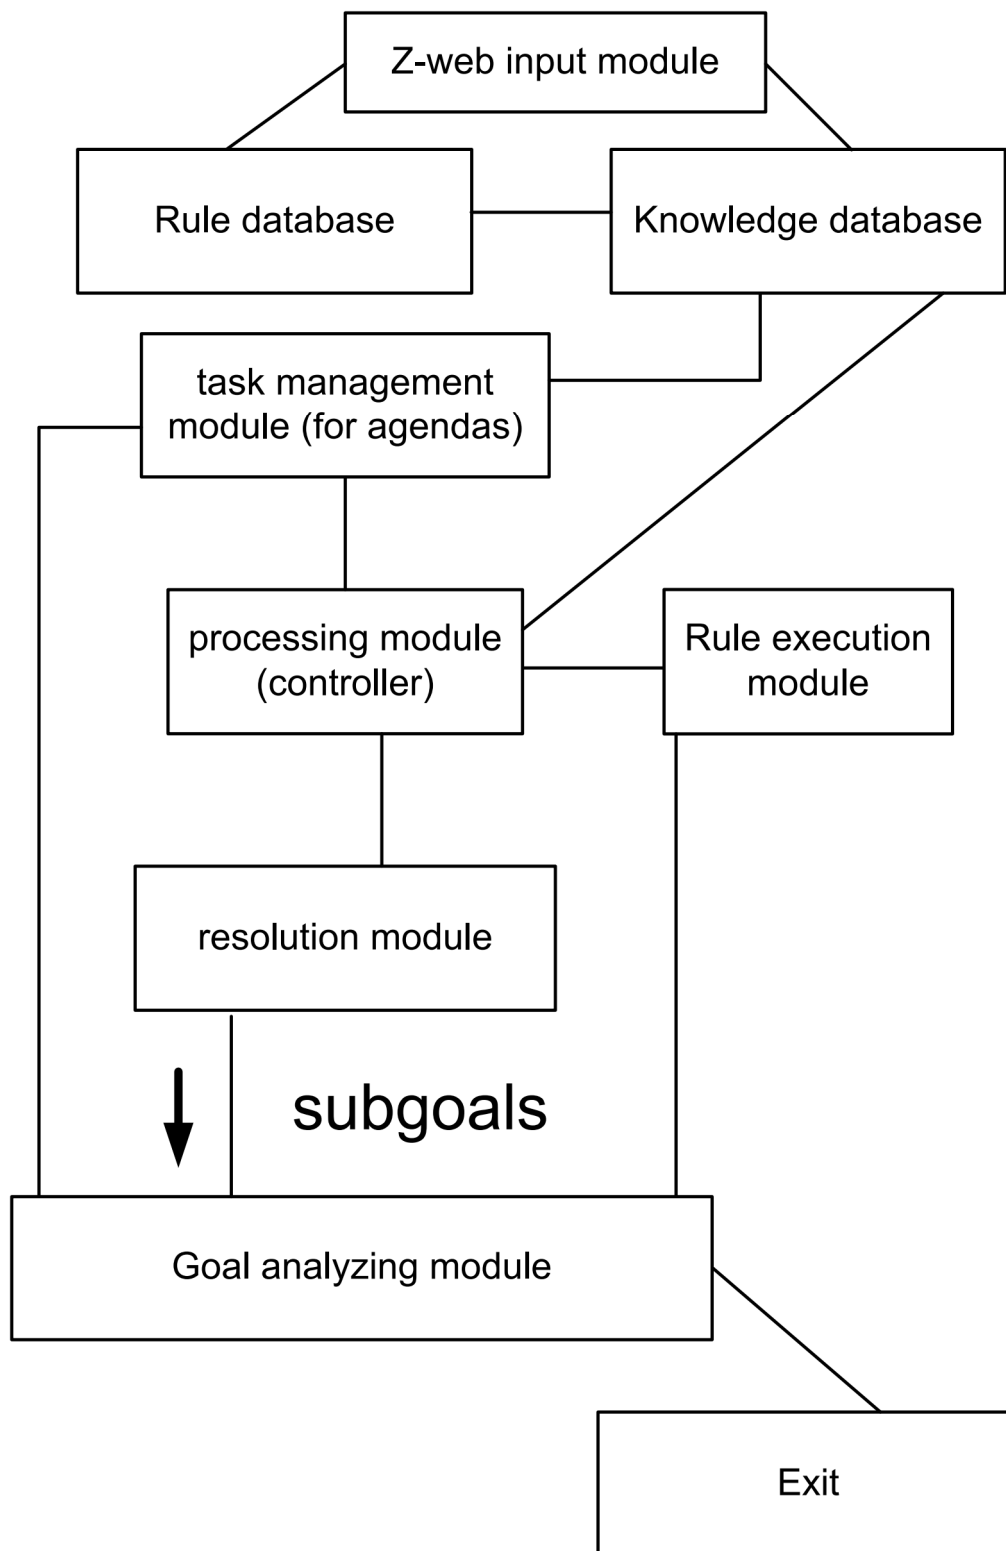 Z-web input module
Rule database
Knowledge database
task management
module (for agendas)
processing module
(controller)
Rule execution
module
resolution module
subgoals
Goal analyzing module
Exit